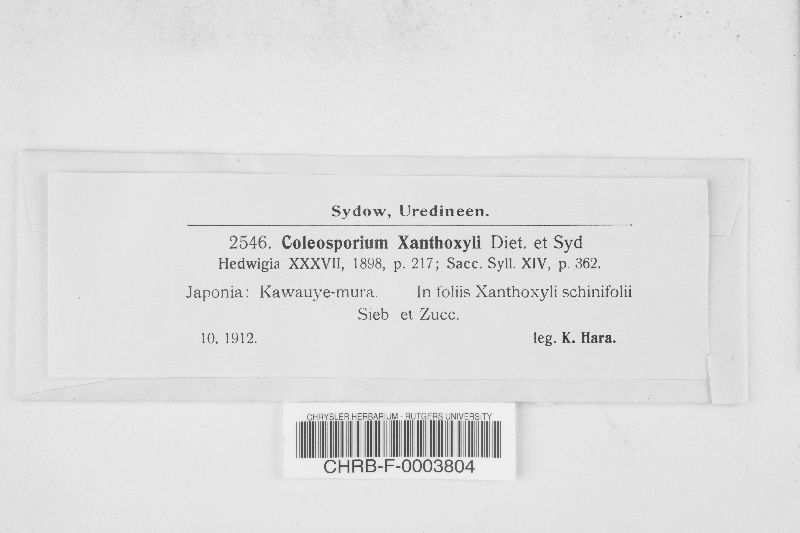 Sydow, Uredineen.
2546. Coleosporium Xanthoxyli Diet. et Syd
Hedwigia XXXVII, 1898, p. 217; Sacc. Syll. XIV, p. 362.
Japonia: Kawauye-mura. In foliis Xanthoxyli schinifolii
Sieb et Zucc.
10. 1912. leg. K. Hara.
CHRYSLER HERBARIUM - RUTGERS UNIVERSITY
CHRB-F-0003804